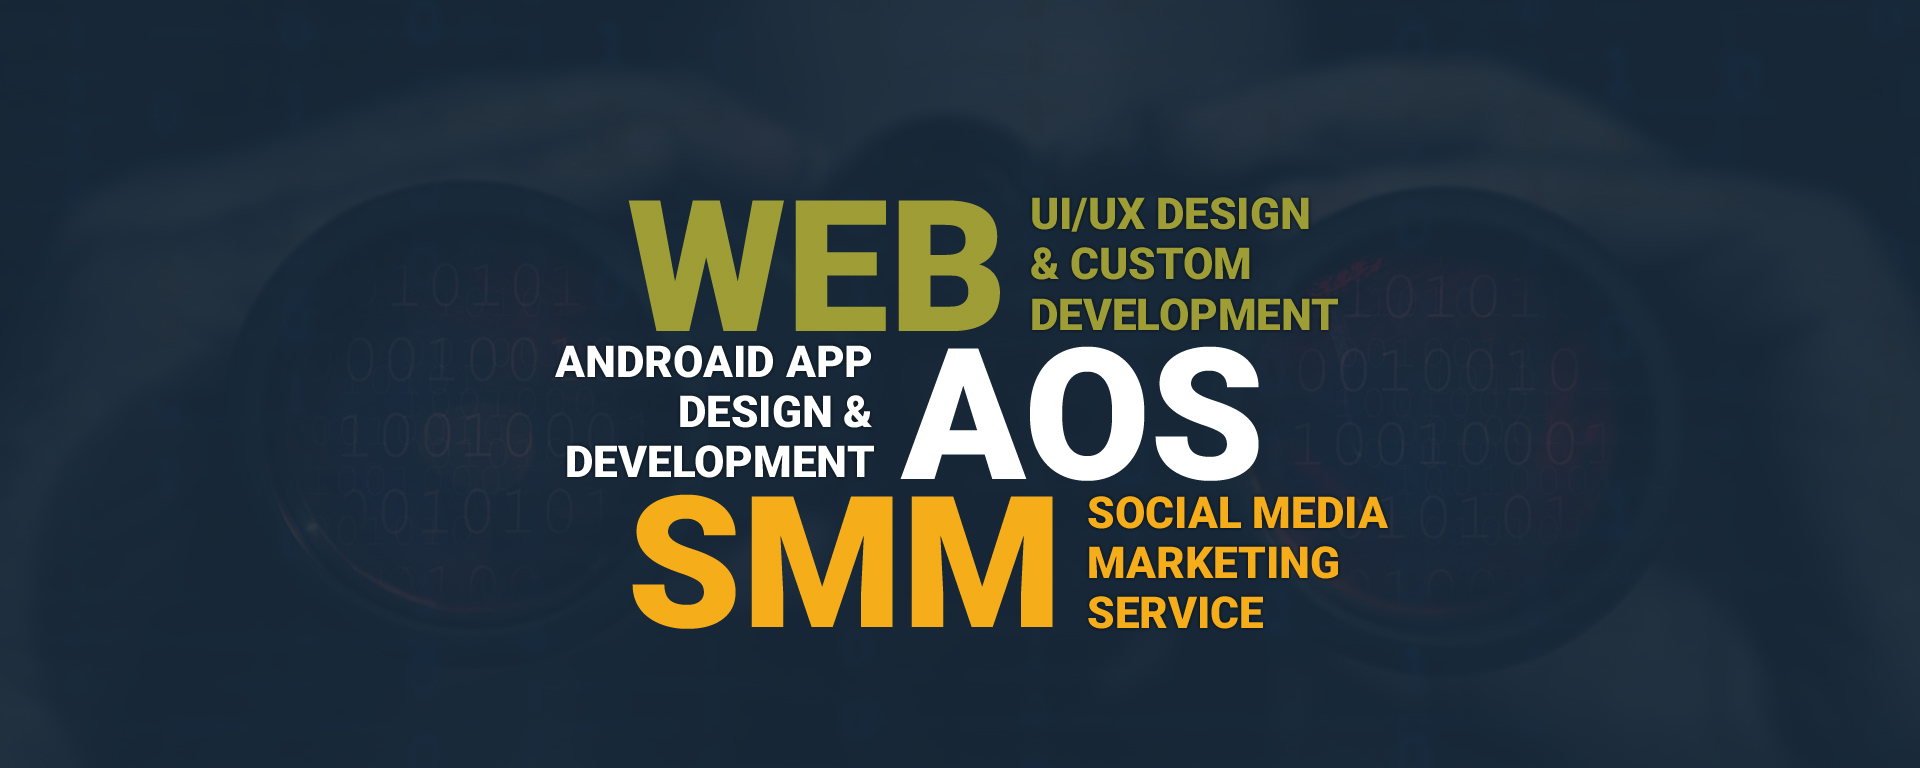 WEB
UI/UX DESIGN
& CUSTOM
DEVELOPMENT
ANDROAID APP
DESIGN &
DEVELOPMENT
AOS
SMM
SOCIAL MEDIA
MARKETING
SERVICE